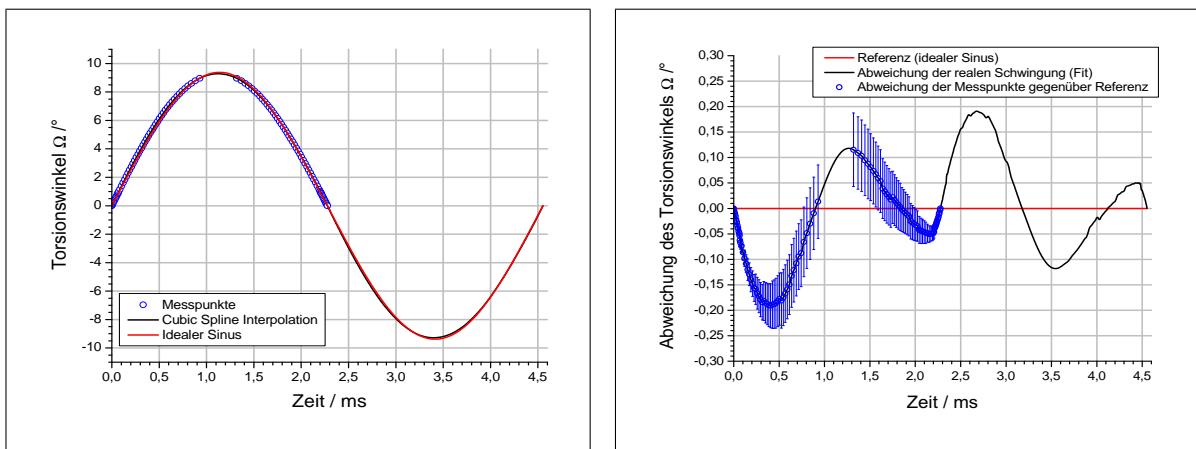 Torsionswinkel Ω /°
10
8
6
4
2
0
-2
-4
-6
-8
-10
Messpunkte
Cubic Spline Interpolation
Idealer Sinus
0,0 0,5 1,0 1,5 2,0 2,5 3,0 3,5 4,0 4,5
Zeit / ms
Abweichung des Torsionswinkels Ω /°
0,30
0,25
0,20
0,15
0,10
0,05
0,00
-0,05
-0,10
-0,15
-0,20
-0,25
-0,30
Referenz (idealer Sinus)
Abweichung der realen Schwingung (Fit)
Abweichung der Messpunkte gegenüber Referenz
0,0 0,5 1,0 1,5 2,0 2,5 3,0 3,5 4,0 4,5
Zeit / ms